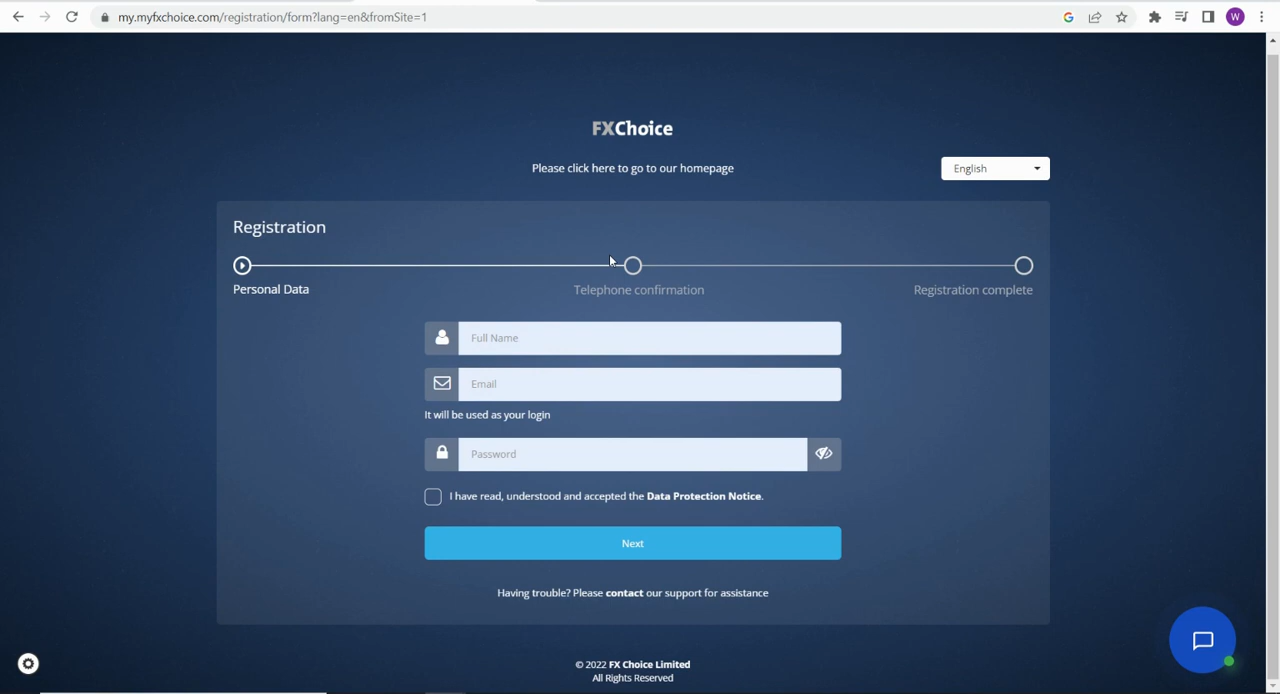 my.myfxchoice.com/registration/form?lang=en&fromSite=1
G
W
FXChoice
Please click here to go to our homepage
English
Registration
Personal Data
Telephone confirmation
Registration complete
Full Name
Email
It will be used as your login
Password
I have read, understood and accepted the Data Protection Notice.
Next
Having trouble? Please contact our support for assistance
© 2022 FX Choice Limited
All Rights Reserved